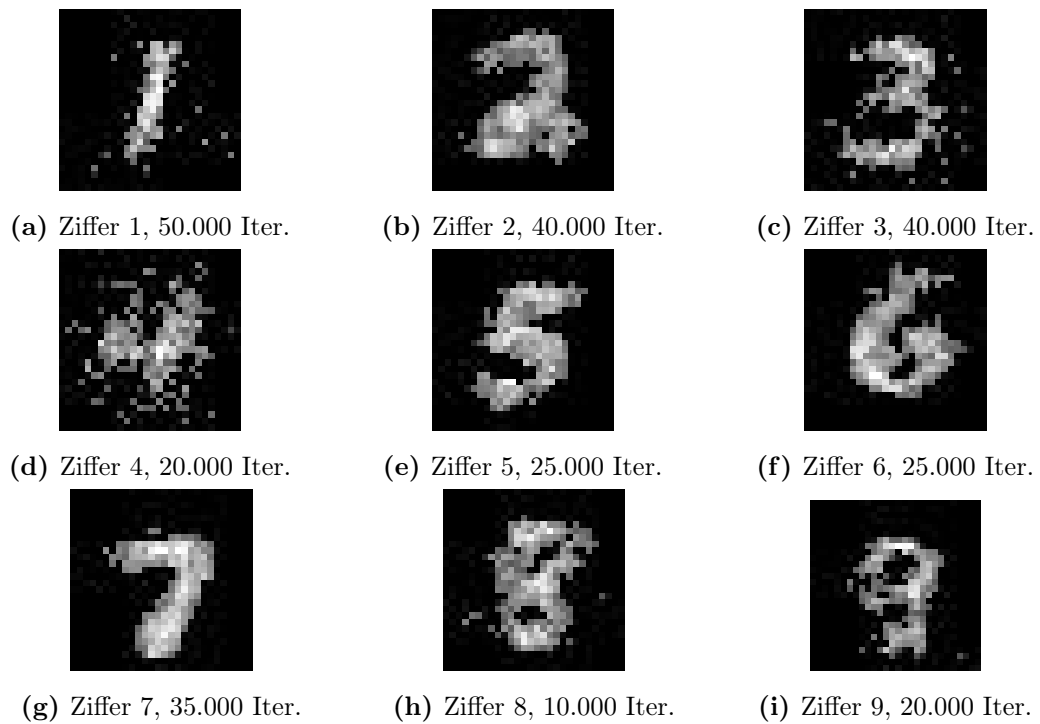 (a) Ziffer 1, 50.000 Iter.
(b) Ziffer 2, 40.000 Iter.
(c) Ziffer 3, 40.000 Iter.
(d) Ziffer 4, 20.000 Iter.
(e) Ziffer 5, 25.000 Iter.
(f) Ziffer 6, 25.000 Iter.
(g) Ziffer 7, 35.000 Iter.
(h) Ziffer 8, 10.000 Iter.
(i) Ziffer 9, 20.000 Iter.